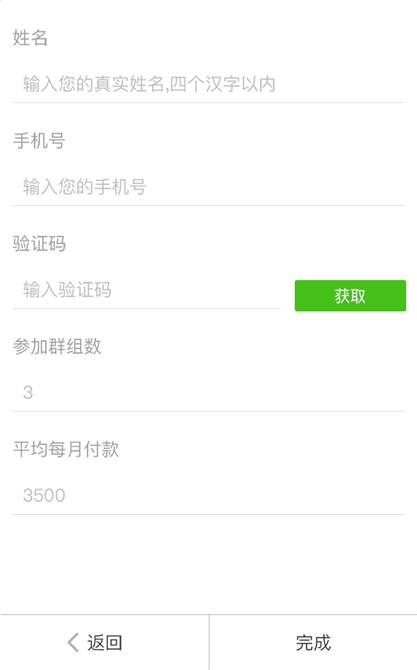 姓名
输入您的真实姓名,四个汉字以内
手机号
输入您的手机号
验证码
输入验证码
获取
参加群组数
3
平均每月付款
3500
返回
完成